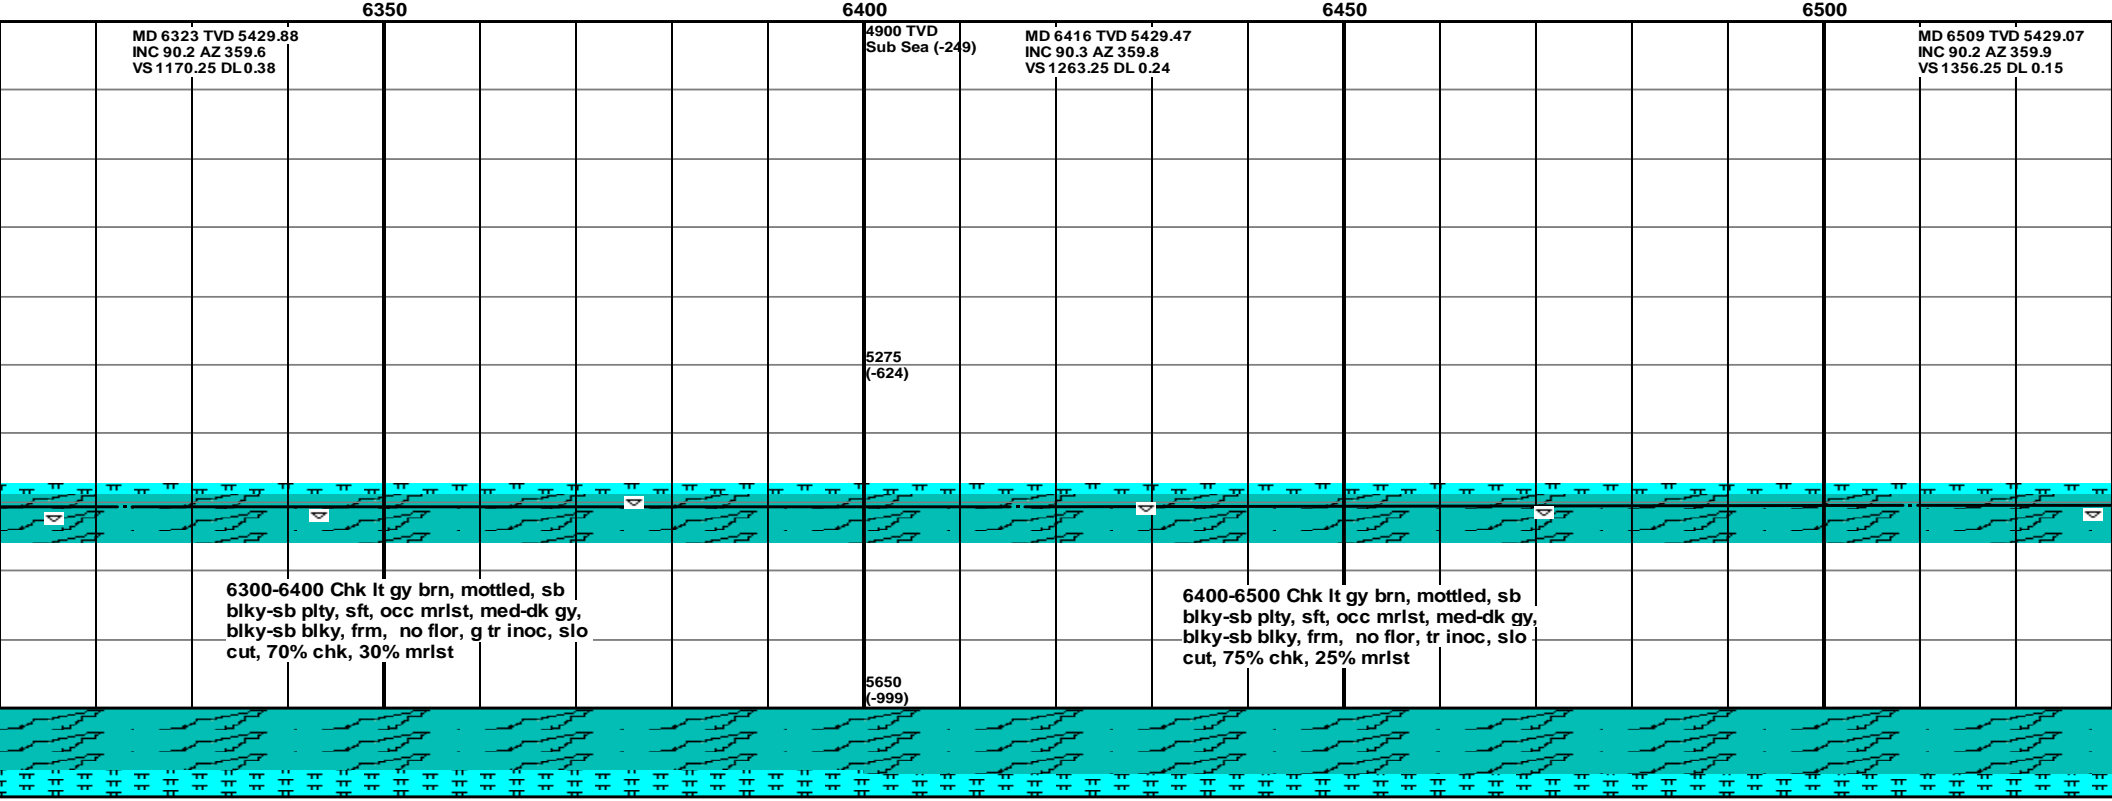 6350
6400
6450
6500
MD 6323 TVD 5429.88
INC 90.2 AZ 359.6
VS 1170.25 DL 0.38
4900 TVD
Sub Sea (-249)
MD 6416 TVD 5429.47
INC 90.3 AZ 359.8
VS 1263.25 DL 0.24
MD 6509 TVD 5429.07
INC 90.2 AZ 359.9
VS 1356.25 DL 0.15
5275
(-624)
6300-6400 Chk lt gy brn, mottled, sb
blky-sb plty, sft, occ mrlst, med-dk gy,
blky-sb blky, frm, no flor, g tr inoc, slo
cut, 70% chk, 30% mrlst
6400-6500 Chk lt gy brn, mottled, sb
blky-sb plty, sft, occ mrlst, med-dk gy,
blky-sb blky, frm, no flor, tr inoc, slo
cut, 75% chk, 25% mrlst
5650
(-999)